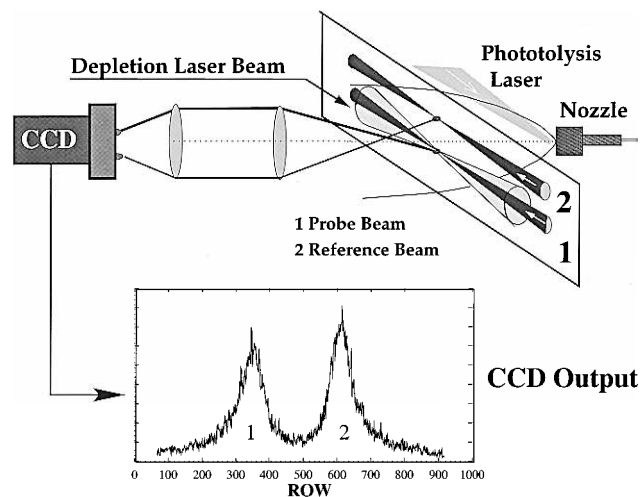 Depletion Laser Beam
Phototolysis
Laser
Nozzle
CCD
2
1
1 Probe Beam
2 Reference Beam
1
2
CCD Output
0 100 200 300 400 500 600 700 800 900 1000
ROW